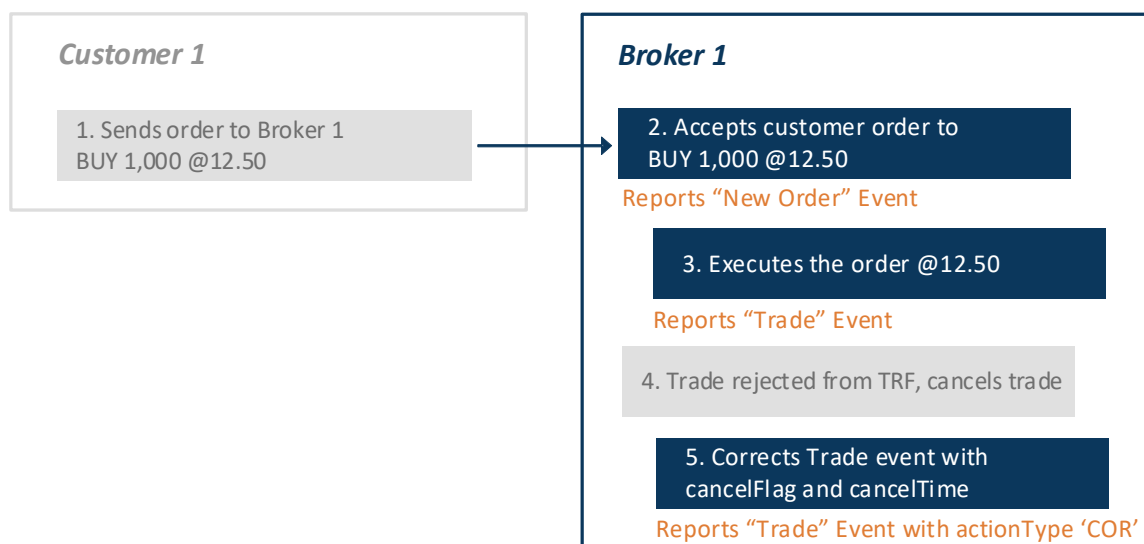 Customer 1
1. Sends order to Broker 1
BUY 1,000 @12.50
Broker 1
2. Accepts customer order to
BUY 1,000 @12.50
Reports “New Order” Event
3. Executes the order @12.50
Reports “Trade” Event
4. Trade rejected from TRF, cancels trade
5. Corrects Trade event with
cancelFlag and cancelTime
Reports “Trade” Event with actionType ‘COR’